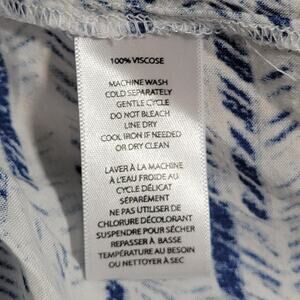 100% VISCOSE
MACHINE WASH
COLD SEPARATELY
GENTLE CYCLE
DO NOT BLEACH
LINE DRY
COOL IRON IF NEEDED
OR DRY CLEAN
LAVER À LA MACHINE
À L'EAU FROIDE AU
CYCLE DÉLICAT
SÉPARÉMENT
NE PAS UTILISER DE
CHLORURE DÉCOLORANT
SUSPENDRE POUR SÉCHER
REPASSER À BASSE
TEMPÉRATURE AU BESOIN
OU NETTOYER À SEC